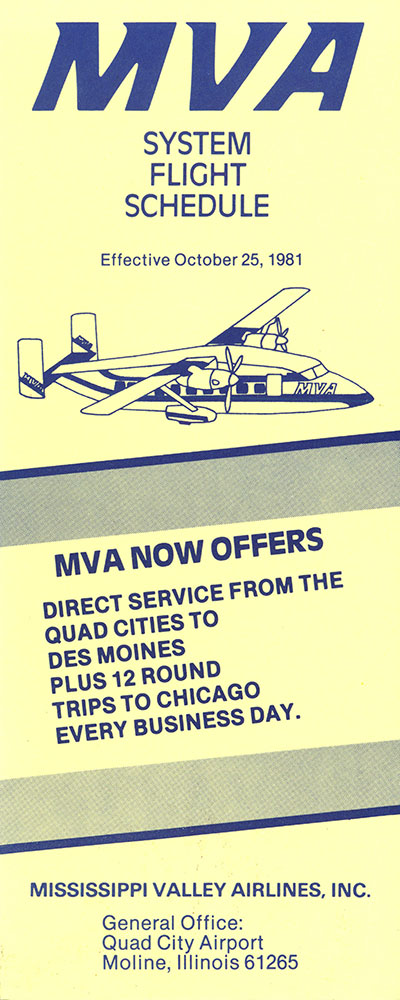 MVA
SYSTEM
FLIGHT
SCHEDULE
Effective October 25, 1981
MVA
MVA
MVA NOW OFFERS
DIRECT SERVICE FROM THE
QUAD CITIES TO
DES MOINES
PLUS 12 ROUND
TRIPS TO CHICAGO
EVERY BUSINESS DAY.
MISSISSIPPI VALLEY AIRLINES, INC.
General Office:
Quad City Airport
Moline, Illinois 61265